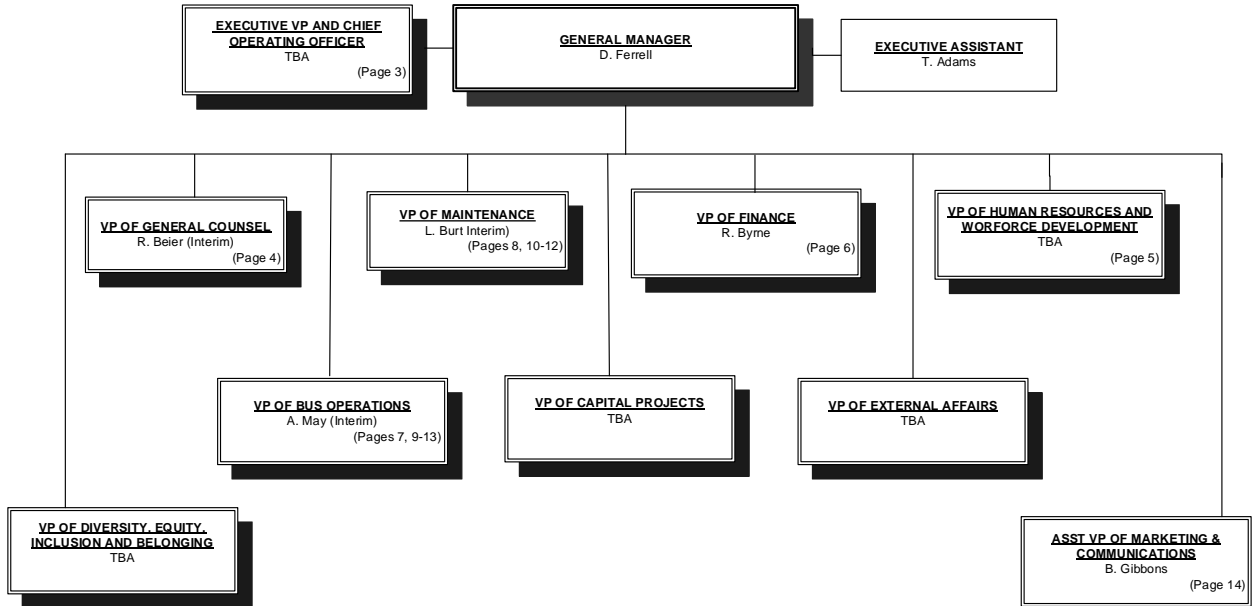 EXECUTIVE VP AND CHIEF
OPERATING OFFICER
TBA
(Page 3)
GENERAL MANAGER
D. Ferrell
EXECUTIVE ASSISTANT
T. Adams
VP OF GENERAL COUNSEL
R. Beier (Interim)
(Page 4)
VP OF MAINTENANCE
L. Burt Interim)
(Pages 8, 10-12)
VP OF FINANCE
R. Byrne
(Page 6)
VP OF HUMAN RESOURCES AND
WORFORCE DEVELOPMENT
TBA
(Page 5)
VP OF BUS OPERATIONS
A. May (Interim)
(Pages 7, 9-13)
VP OF CAPITAL PROJECTS
TBA
VP OF EXTERNAL AFFAIRS
TBA
VP OF DIVERSITY, EQUITY,
INCLUSION AND BELONGING
TBA
ASST VP OF MARKETING &
COMMUNICATIONS
B. Gibbons
(Page 14)